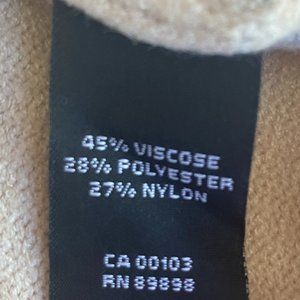 45% VISCOSE
28% POLYESTER
27% NYLON
CA 00103
RN 89898